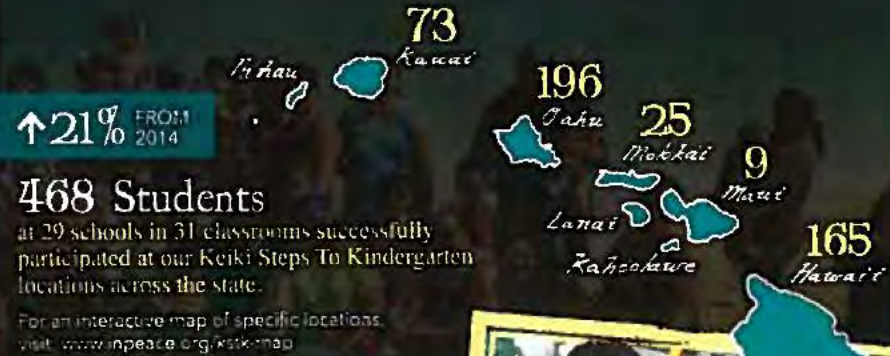 73
Kauai
Niihau
196
Oahu
25
Molokai
9
Maui
Lanai
Kahoolawe
165
Hawaii
↑21% FROM
2014
468 Students
at 29 schools in 31 classrooms successfully
participated at our Keiki Steps To Kindergarten
locations across the state.
For an interactive map of specific locations,
visit: www.inpeace.org/kstk-map